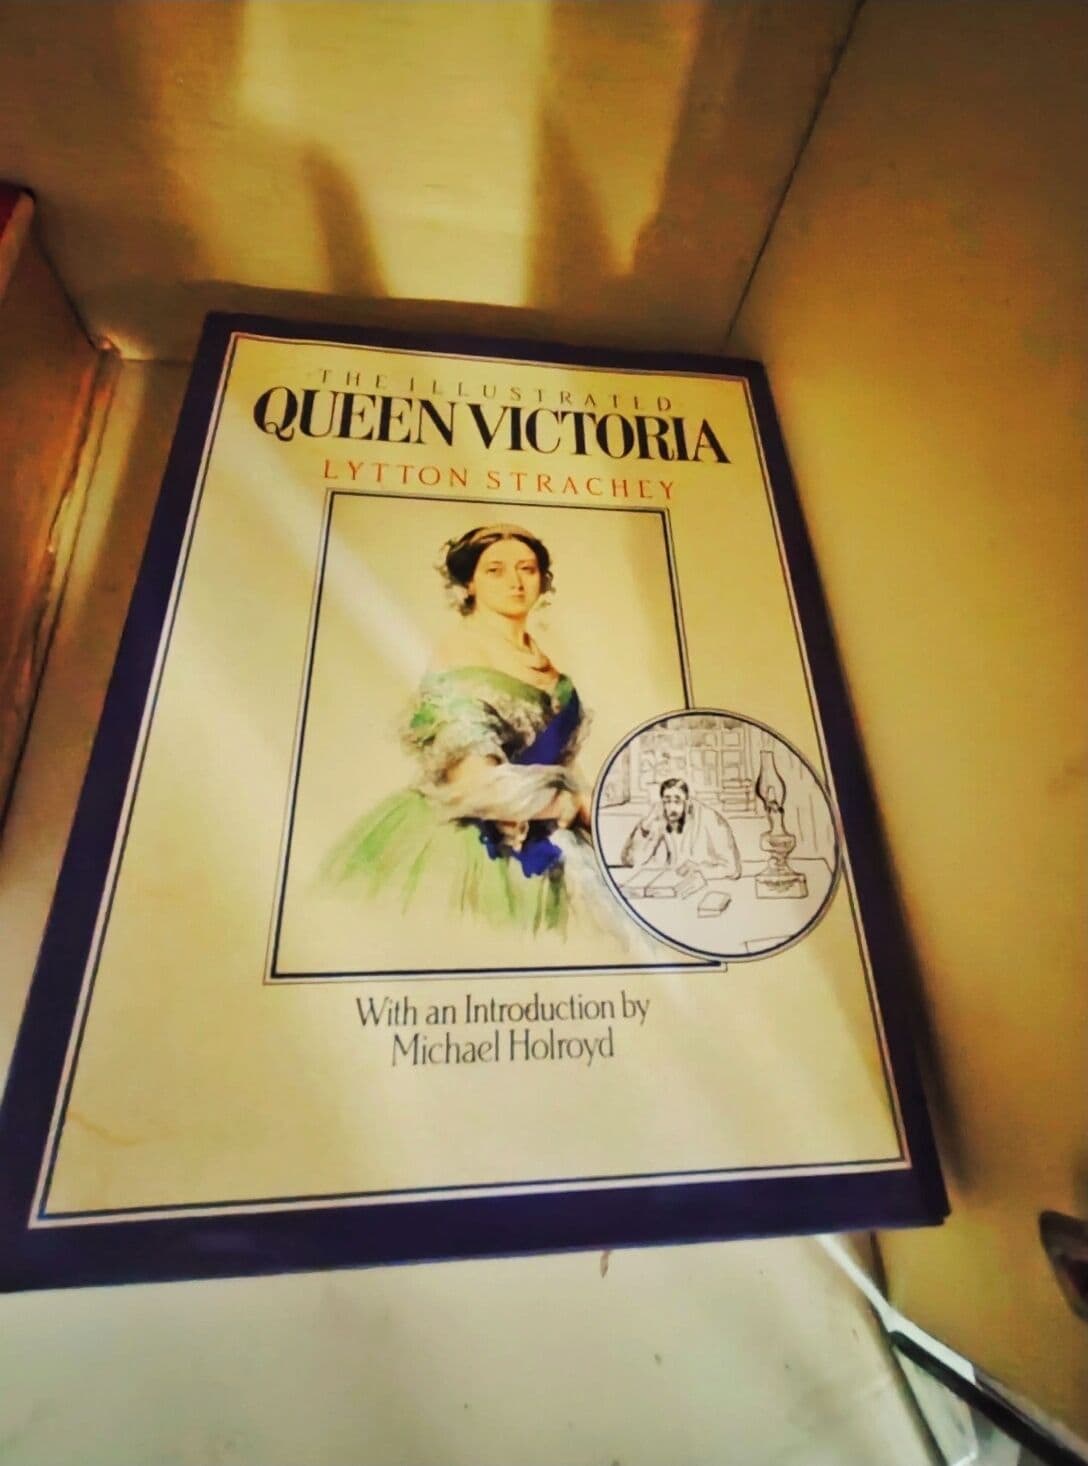 THE ILLUSTRATED
QUEEN VICTORIA
LYTTON STRACHEY
With an Introduction by
Michael Holroyd